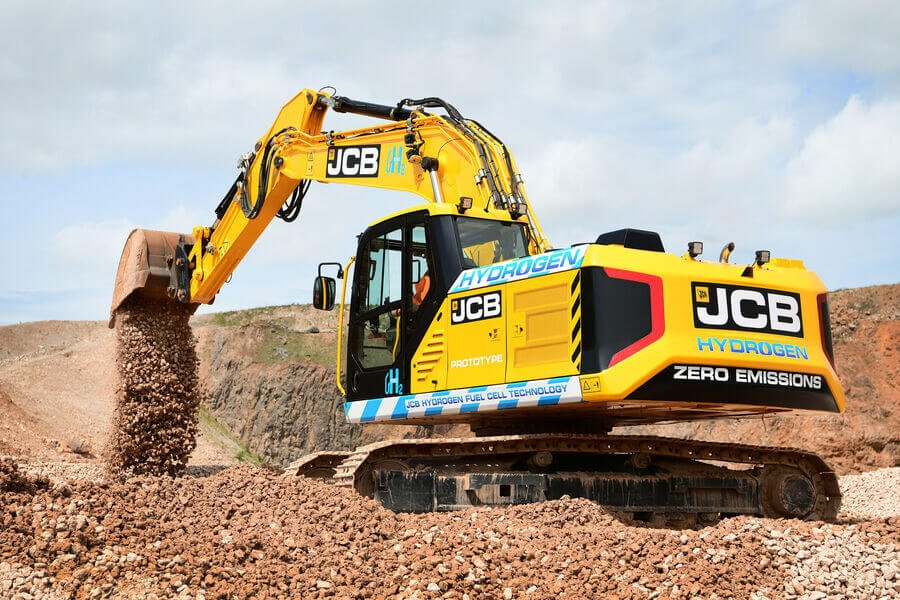 JCB
H2
HYDROGEN
JCB
PROTOTYPE
H2
JCB HYDROGEN FUEL CELL TECHNOLOGY
JCB
HYDROGEN
ZERO EMISSIONS